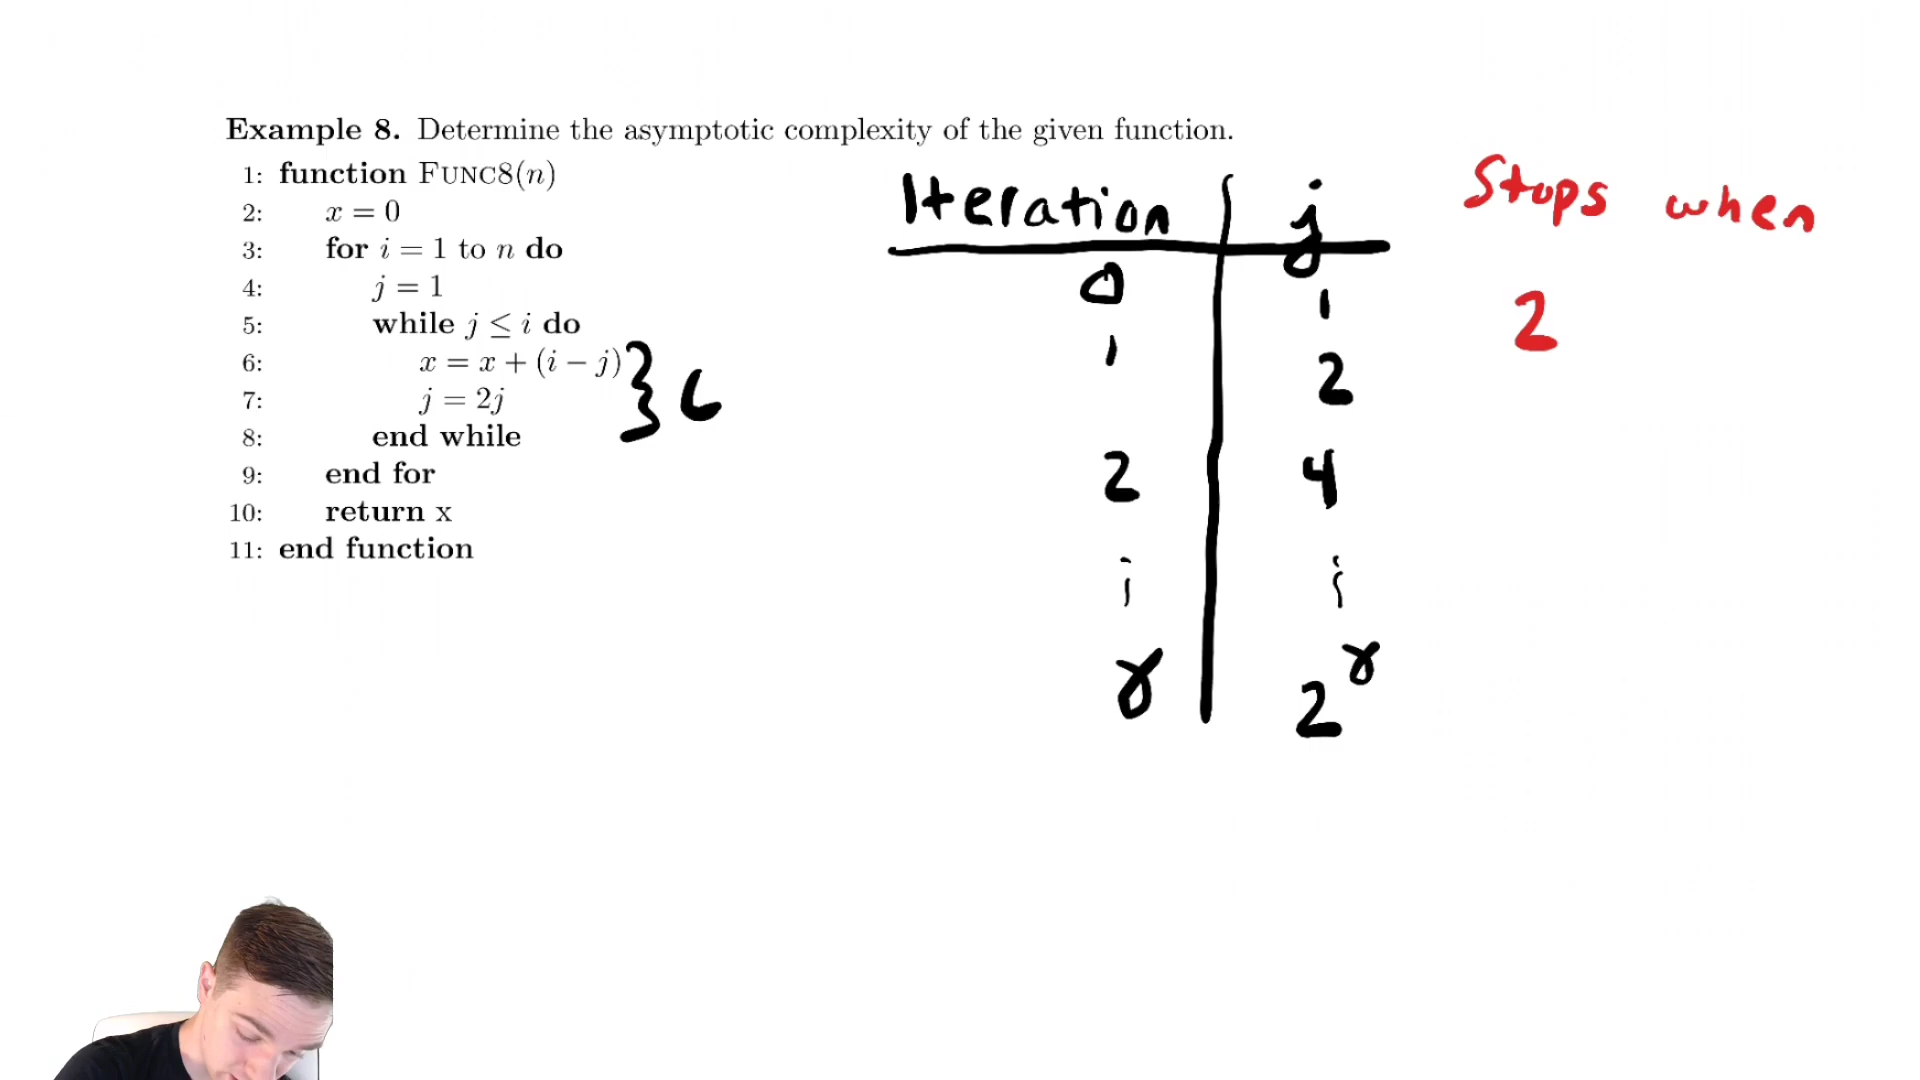 Example 8. Determine the asymptotic complexity of the given function.
1: function FUNC8(n)
2: x = 0
3: for i = 1 to n do
4: j = 1
5: while j ≤ i do
6: x = x + (i − j)
7: j = 2j
8: end while
9: end for
10: return x
11: end function
} c
Iteration | j
0 | 1
1 | 2
2 | 4
⋮ | ⋮
γ | 2^γ
Stops when
2